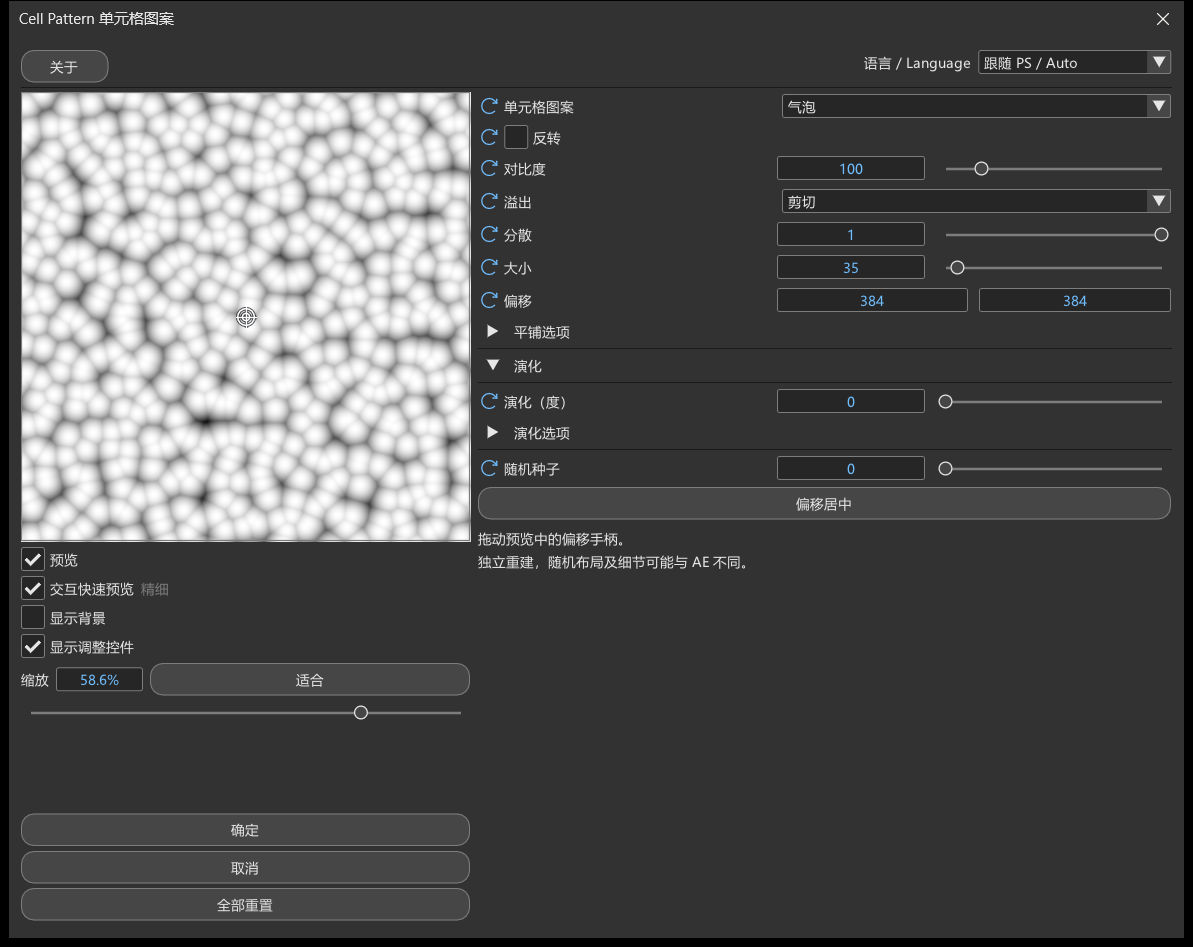 Cell Pattern 单元格图案
关于
语言 / Language 跟随 PS / Auto
单元格图案 气泡
反转
对比度 100
溢出 剪切
分散 1
大小 35
偏移 384 384
平铺选项
演化
演化（度） 0
演化选项
随机种子 0
偏移居中
拖动预览中的偏移手柄。
独立重建，随机布局及细节可能与 AE 不同。
预览
交互快速预览 精细
显示背景
显示调整控件
缩放 58.6% 适合
确定
取消
全部重置